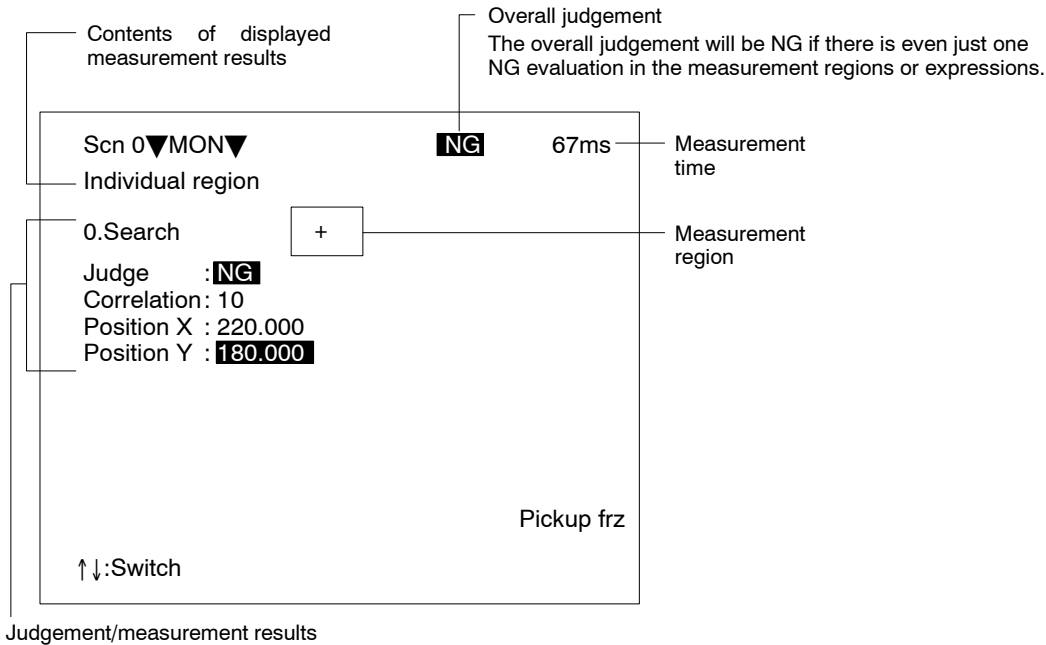 Overall judgement
The overall judgement will be NG if there is even just one
NG evaluation in the measurement regions or expressions.
Contents of displayed
measurement results
Scn 0▼MON▼ NG 67ms
Measurement
time
Individual region
0.Search +
Measurement
region
Judge : NG
Correlation : 10
Position X : 220.000
Position Y : 180.000
Pickup frz
↑↓:Switch
Judgement/measurement results